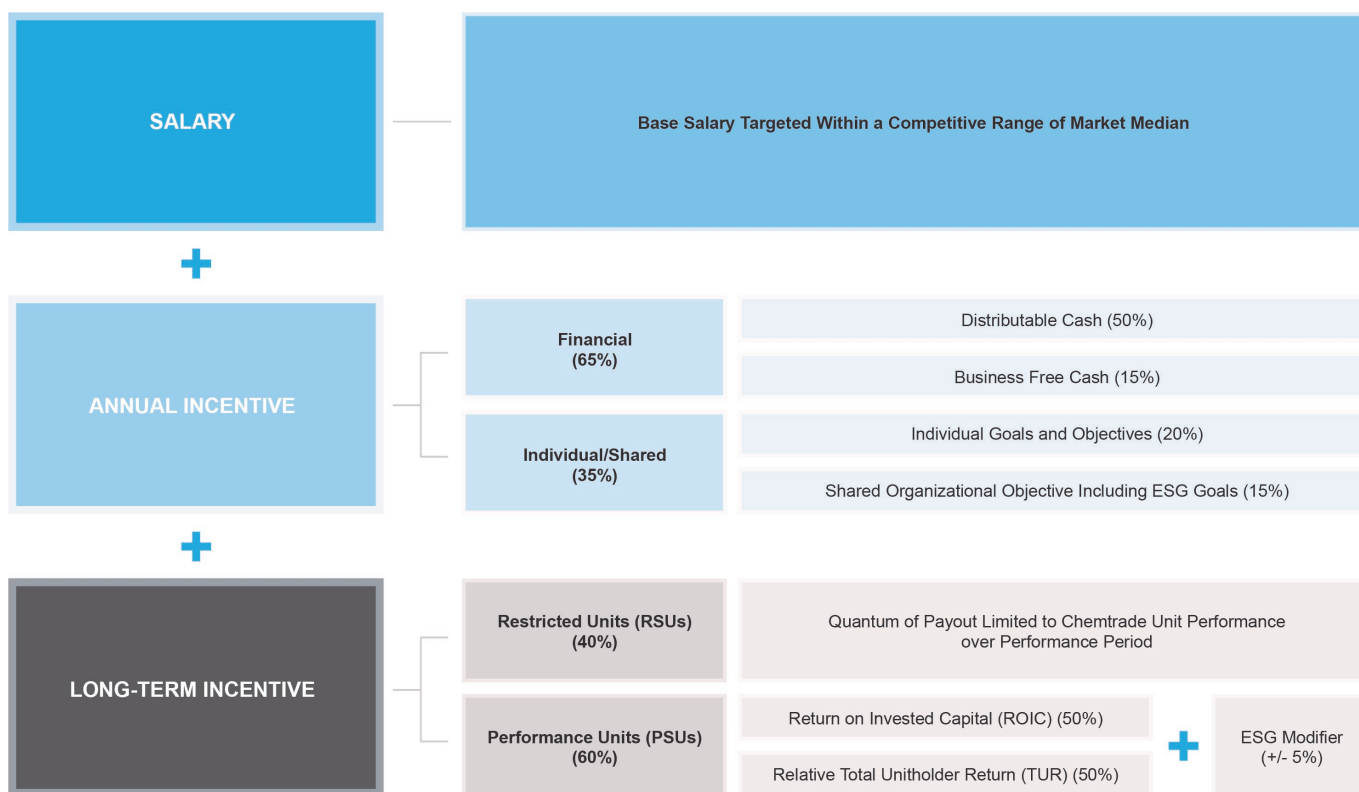 SALARY
Base Salary Targeted Within a Competitive Range of Market Median
+
ANNUAL INCENTIVE
Financial
(65%)
Distributable Cash (50%)
Business Free Cash (15%)
Individual/Shared
(35%)
Individual Goals and Objectives (20%)
Shared Organizational Objective Including ESG Goals (15%)
+
LONG-TERM INCENTIVE
Restricted Units (RSUs)
(40%)
Quantum of Payout Limited to Chemtrade Unit Performance
over Performance Period
Performance Units (PSUs)
(60%)
Return on Invested Capital (ROIC) (50%)
Relative Total Unitholder Return (TUR) (50%)
+
ESG Modifier
(+/- 5%)